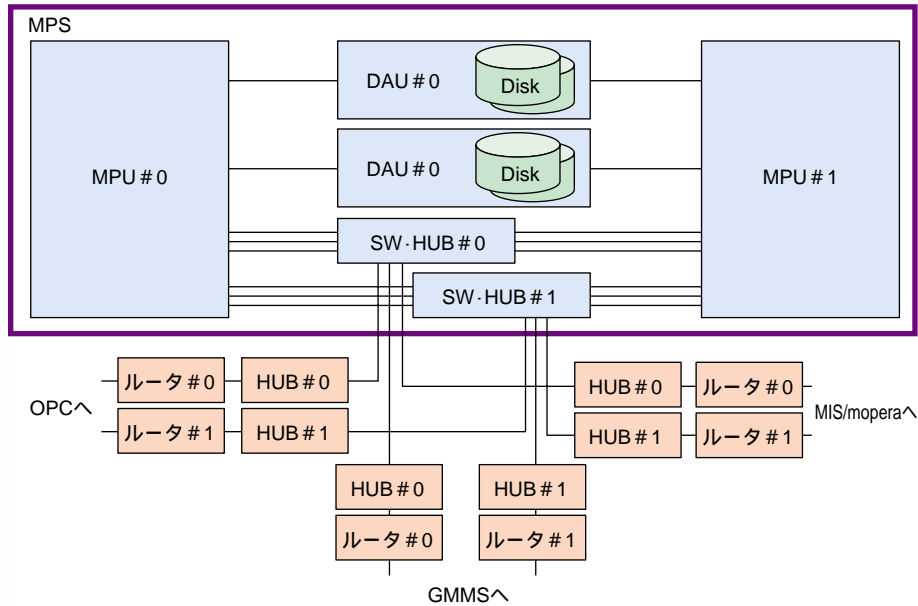 MPS
MPU#0
DAU#0
Disk
DAU#0
Disk
MPU#1
SW·HUB#0
SW·HUB#1
OPCへ
ルータ#0
HUB#0
ルータ#1
HUB#1
HUB#0
ルータ#0
HUB#1
ルータ#1
MIS/moperaへ
HUB#0
HUB#1
ルータ#0
ルータ#1
GMMSへ